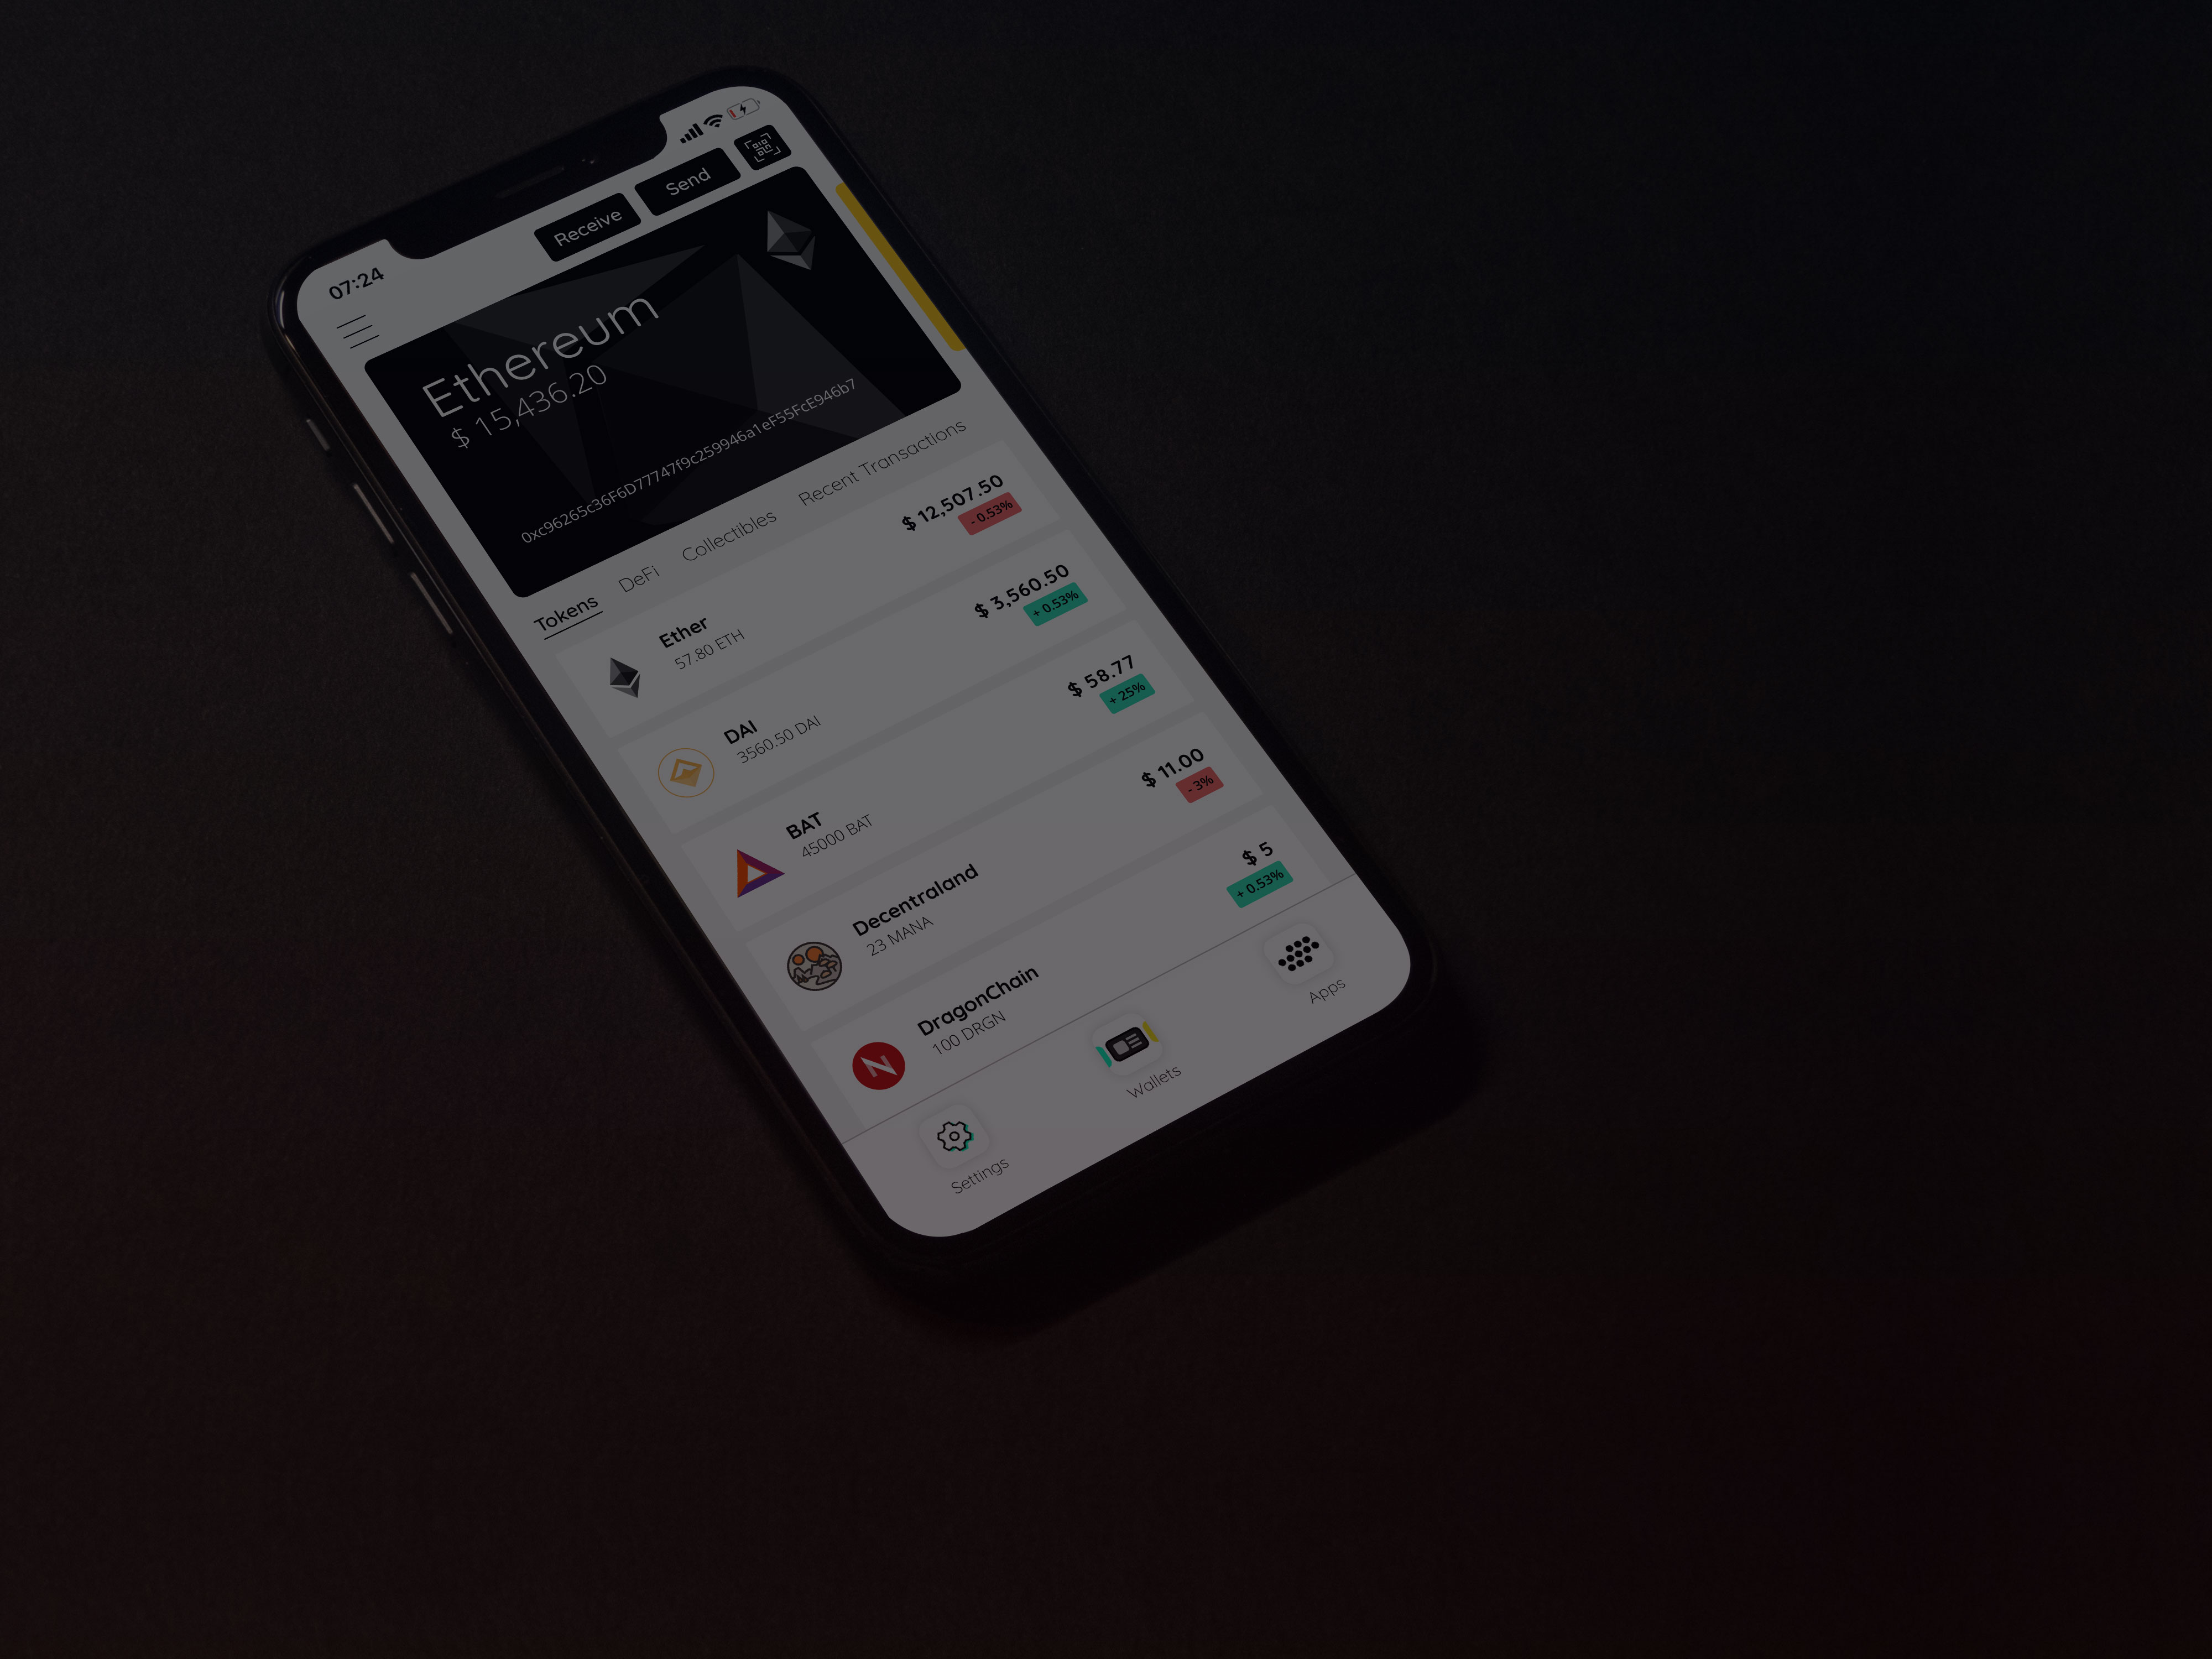 07:24
Receive
Send
Ethereum
$ 15,436.20
0xc96265c36F6D77747f9c259946a1eF55FcE946b7
Tokens DeFi Collectibles Recent Transactions
Ether
57.80 ETH
$ 12,507.50
- 0.53%
DAI
3560.50 DAI
$ 3,560.50
+ 0.53%
BAT
45000 BAT
$ 58.77
+ 25%
Decentraland
23 MANA
$ 11.00
- 3%
DragonChain
100 DRGN
$ 5
+ 0.53%
Settings
Wallets
Apps